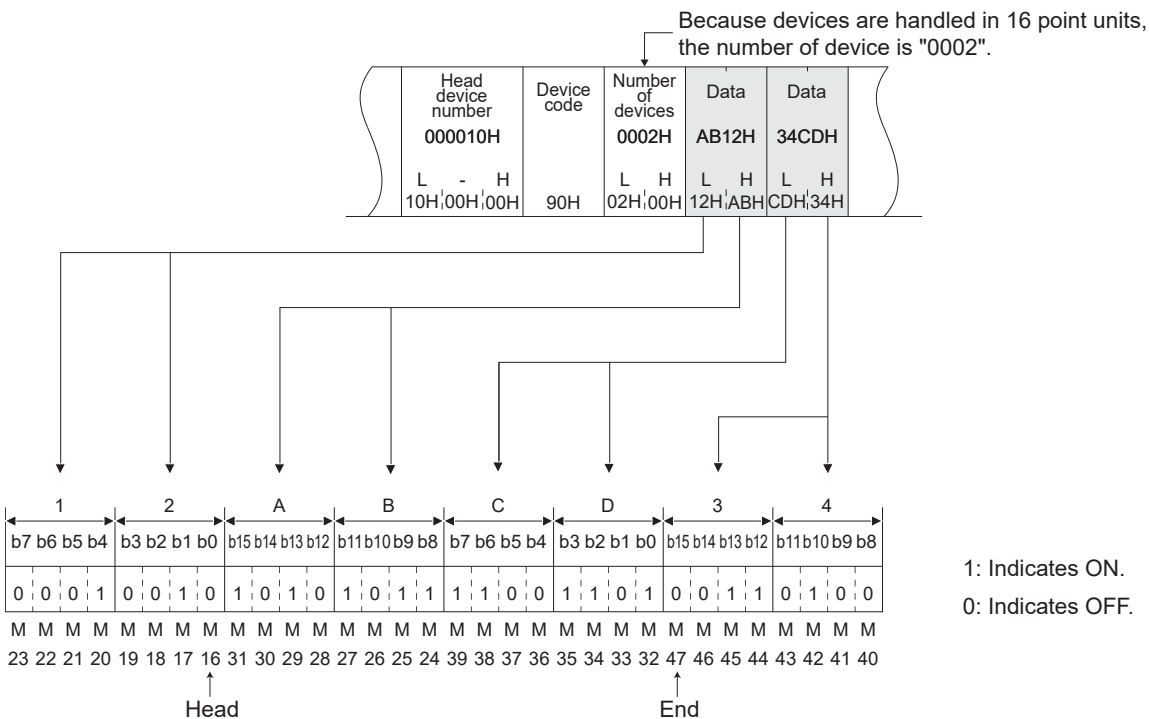 Because devices are handled in 16 point units,
the number of device is "0002".
Head device number
Device code
Number of devices
Data Data
000010H 0002H AB12H 34CDH
L - H L H L H L H
10H 00H 00H 90H 02H 00H 12H ABH CDH 34H
1 2 A B C D 3 4
b7 b6 b5 b4 b3 b2 b1 b0 b15 b14 b13 b12 b11 b10 b9 b8 b7 b6 b5 b4 b3 b2 b1 b0 b15 b14 b13 b12 b11 b10 b9 b8
0 0 0 1 0 0 1 0 1 0 1 0 1 0 1 1 1 1 0 0 1 1 0 1 0 0 1 1 0 1 0 0
M M M M M M M M M M M M M M M M M M M M M M M M M M M M M M M M
23 22 21 20 19 18 17 16 31 30 29 28 27 26 25 24 39 38 37 36 35 34 33 32 47 46 45 44 43 42 41 40
Head End
1: Indicates ON.
0: Indicates OFF.